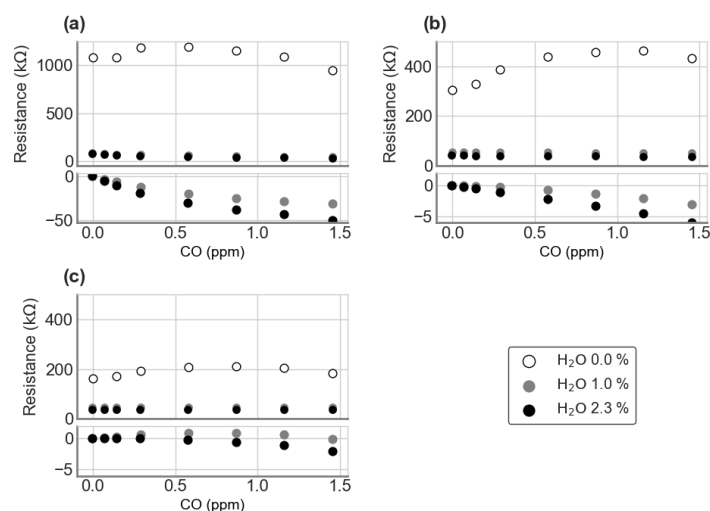 (a)
Resistance (kΩ)
1000
500
0
0
−50
0.0 0.5 1.0 1.5
CO (ppm)
(b)
Resistance (kΩ)
400
200
0
0
−5
0.0 0.5 1.0 1.5
CO (ppm)
(c)
Resistance (kΩ)
400
200
0
0
−5
0.0 0.5 1.0 1.5
CO (ppm)
H₂O 0.0 %
H₂O 1.0 %
H₂O 2.3 %